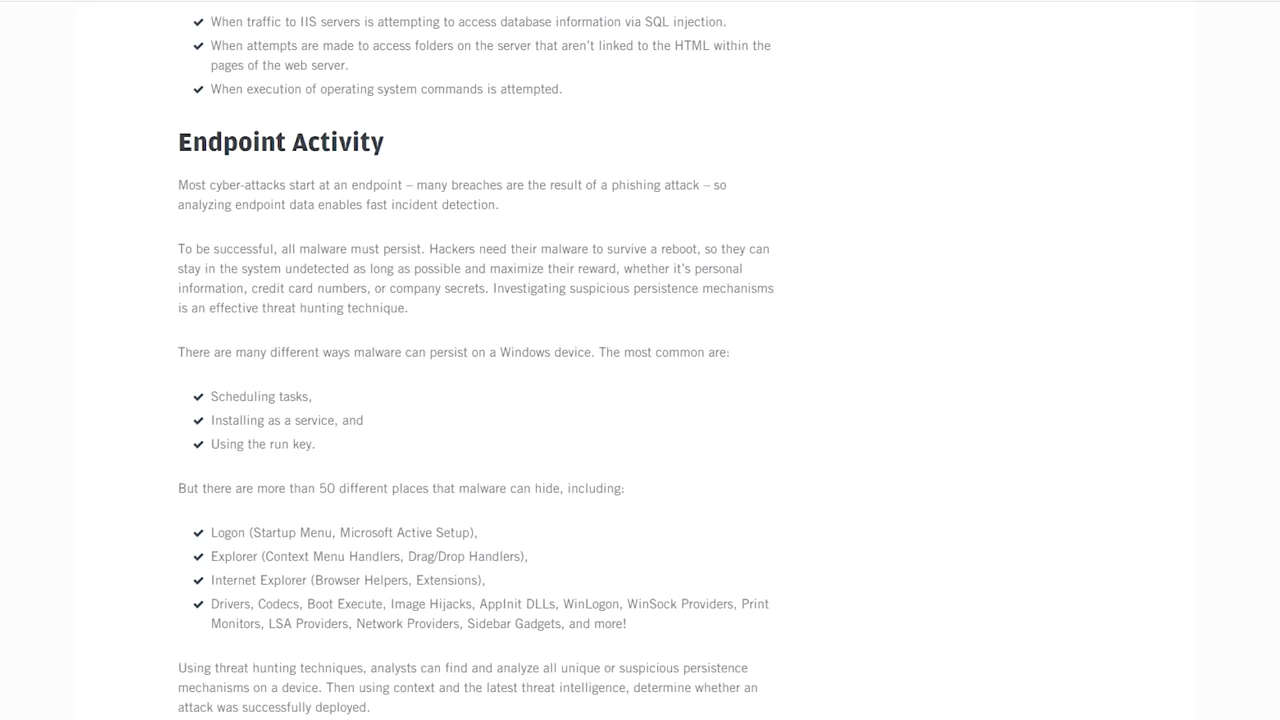 When traffic to IIS servers is attempting to access database information via SQL injection.
When attempts are made to access folders on the server that aren't linked to the HTML within the
pages of the web server.
When execution of operating system commands is attempted.
Endpoint Activity
Most cyber-attacks start at an endpoint – many breaches are the result of a phishing attack – so
analyzing endpoint data enables fast incident detection.
To be successful, all malware must persist. Hackers need their malware to survive a reboot, so they can
stay in the system undetected as long as possible and maximize their reward, whether it's personal
information, credit card numbers, or company secrets. Investigating suspicious persistence mechanisms
is an effective threat hunting technique.
There are many different ways malware can persist on a Windows device. The most common are:
Scheduling tasks,
Installing as a service, and
Using the run key.
But there are more than 50 different places that malware can hide, including:
Logon (Startup Menu, Microsoft Active Setup),
Explorer (Context Menu Handlers, Drag/Drop Handlers),
Internet Explorer (Browser Helpers, Extensions),
Drivers, Codecs, Boot Execute, Image Hijacks, AppInit DLLs, WinLogon, WinSock Providers, Print
Monitors, LSA Providers, Network Providers, Sidebar Gadgets, and more!
Using threat hunting techniques, analysts can find and analyze all unique or suspicious persistence
mechanisms on a device. Then using context and the latest threat intelligence, determine whether an
attack was successfully deployed.